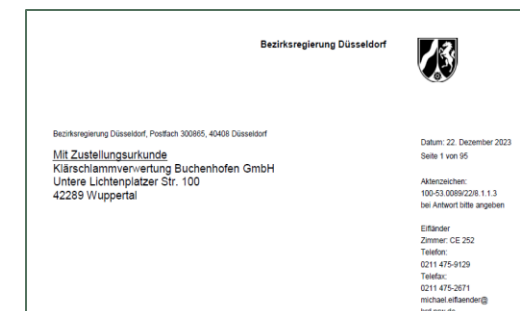 Bezirksregierung Düsseldorf
Bezirksregierung Düsseldorf, Postfach 300865, 40408 Düsseldorf
Mit Zustellungsurkunde
Klärschlammverwertung Buchenhofen GmbH
Untere Lichtenplatzer Str. 100
42289 Wuppertal
Datum: 22. Dezember 2023
Seite 1 von 95
Aktenzeichen:
100-53.0089/22/8.1.1.3
bei Antwort bitte angeben
Eifländer
Zimmer: CE 252
Telefon:
0211 475-9129
Telefax:
0211 475-2671
michael.eiflaender@